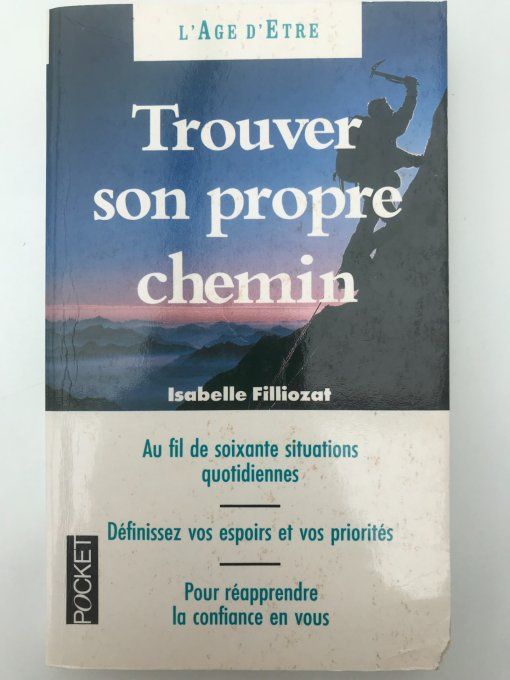 L'AGE D'ETRE
Trouver
son propre
chemin
Isabelle Filliozat
Au fil de soixante situations
quotidiennes
Définissez vos espoirs et vos priorités
Pour réapprendre
la confiance en vous
POCKET